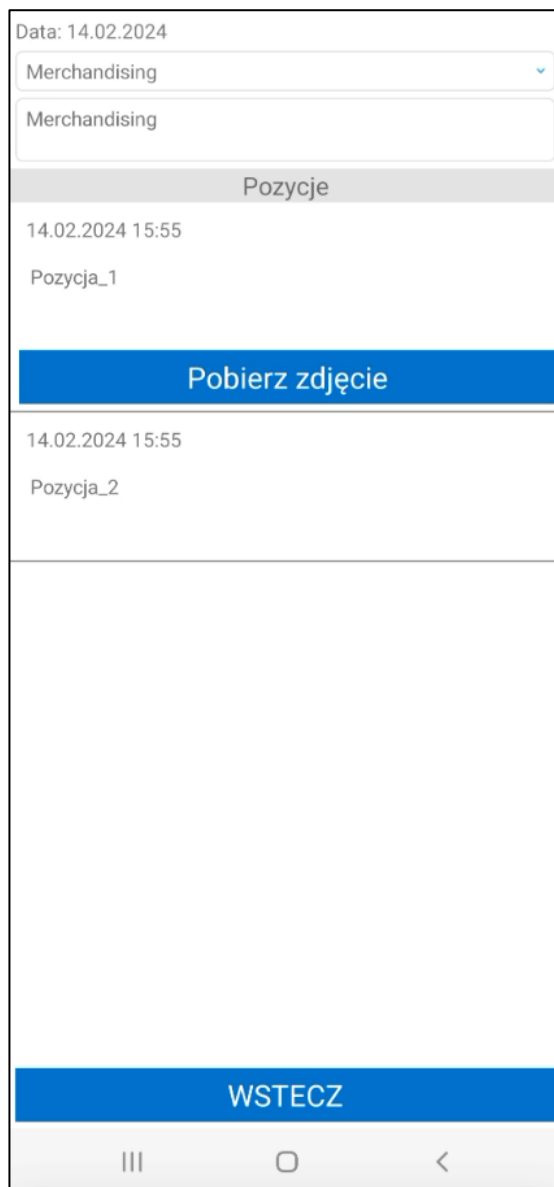 Data: 14.02.2024
Merchandising
Merchandising
Pozycje
14.02.2024 15:55
Pozycja_1
Pobierz zdjęcie
14.02.2024 15:55
Pozycja_2
WSTECZ